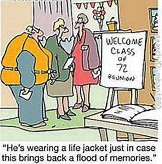 WELCOME
CLASS
OF
72
REUNION
"He's wearing a life jacket just in case
this brings back a flood of memories."